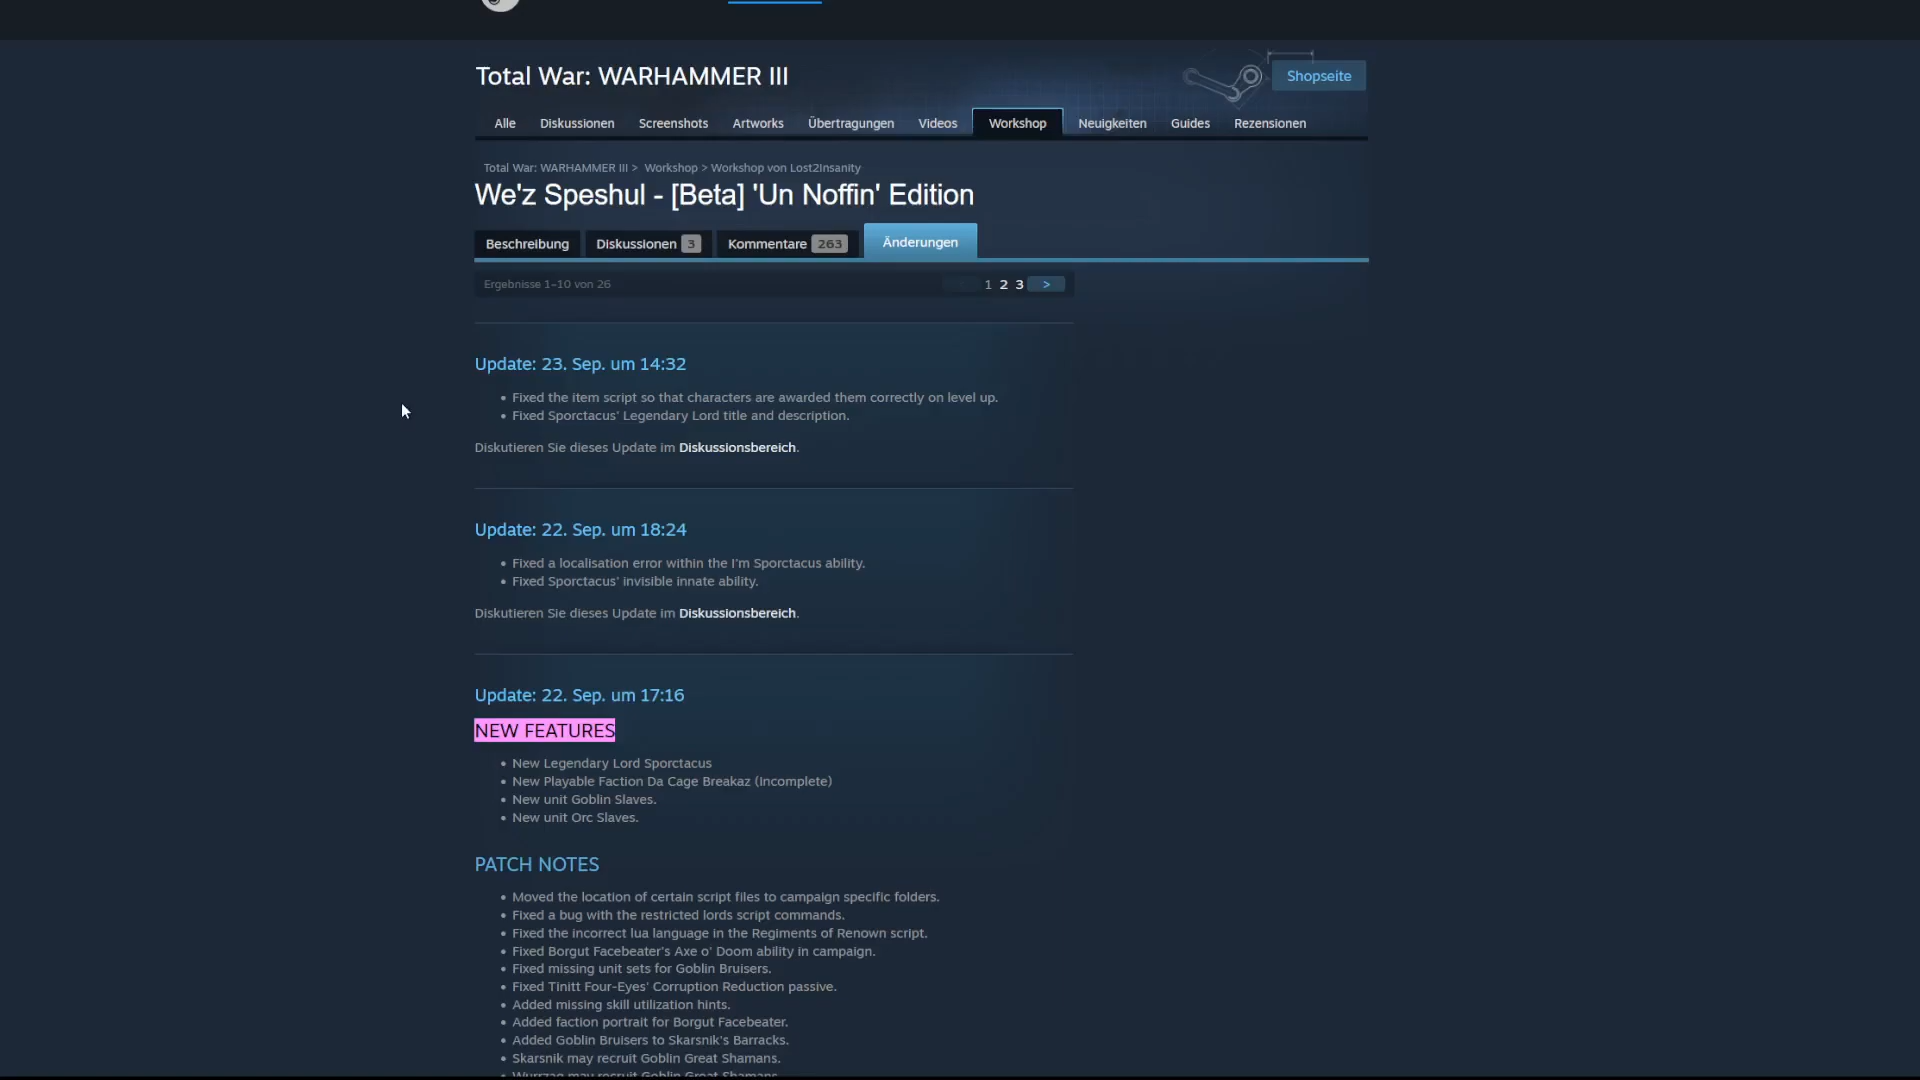 Total War: WARHAMMER III
Shopseite
Alle Diskussionen Screenshots Artworks Übertragungen Videos Workshop Neuigkeiten Guides Rezensionen
Total War: WARHAMMER III > Workshop > Workshop von Lost2Insanity
We'z Speshul - [Beta] 'Un Noffin' Edition
Beschreibung Diskussionen 3 Kommentare 263 Änderungen
Ergebnisse 1–10 von 26 1 2 3 >
Update: 23. Sep. um 14:32
• Fixed the item script so that characters are awarded them correctly on level up.
• Fixed Sporctacus' Legendary Lord title and description.
Diskutieren Sie dieses Update im Diskussionsbereich.
Update: 22. Sep. um 18:24
• Fixed a localisation error within the I'm Sporctacus ability.
• Fixed Sporctacus' invisible innate ability.
Diskutieren Sie dieses Update im Diskussionsbereich.
Update: 22. Sep. um 17:16
NEW FEATURES
• New Legendary Lord Sporctacus
• New Playable Faction Da Cage Breakaz (Incomplete)
• New unit Goblin Slaves.
• New unit Orc Slaves.
PATCH NOTES
• Moved the location of certain script files to campaign specific folders.
• Fixed a bug with the restricted lords script commands.
• Fixed the incorrect lua language in the Regiments of Renown script.
• Fixed Borgut Facebeater's Axe o' Doom ability in campaign.
• Fixed missing unit sets for Goblin Bruisers.
• Fixed Tinitt Four-Eyes' Corruption Reduction passive.
• Added missing skill utilization hints.
• Added faction portrait for Borgut Facebeater.
• Added Goblin Bruisers to Skarsnik's Barracks.
• Skarsnik may recruit Goblin Great Shamans.
• Wurrzag may recruit Goblin Great Shamans.